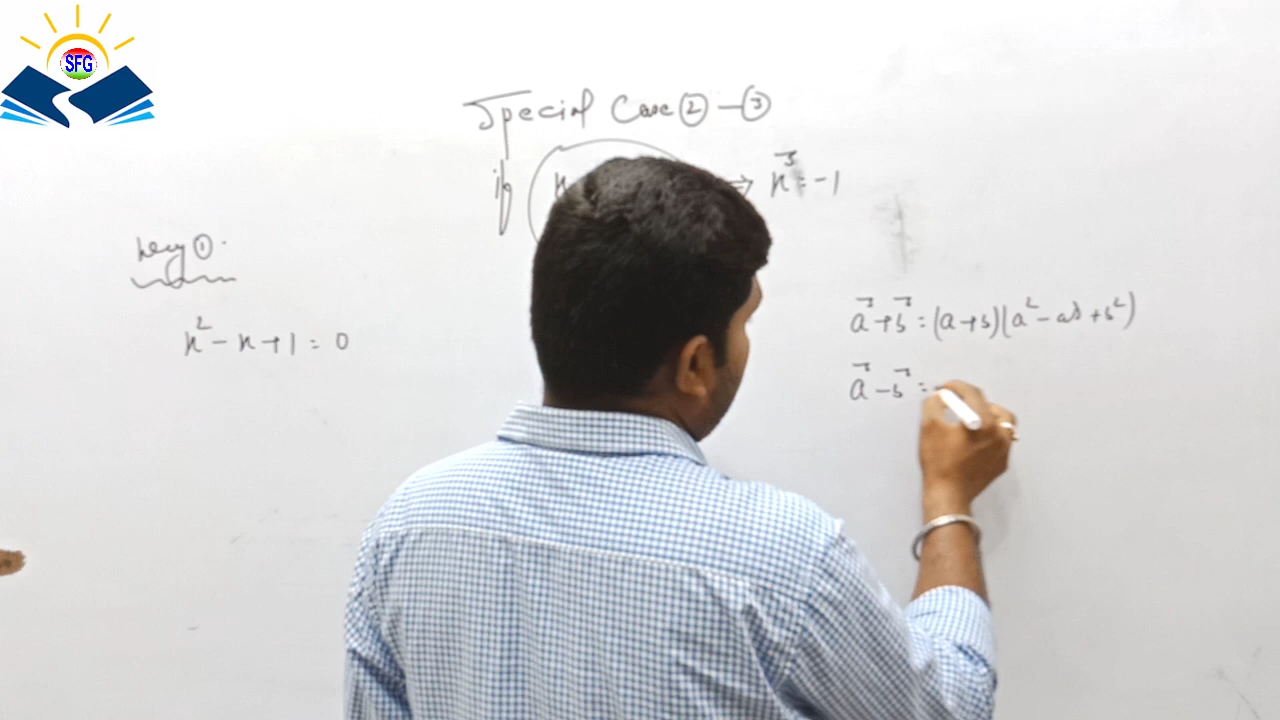 SFG
Special Case ② - ③
if x ⇒ x³ = -1
①
x² - x + 1 = 0
a³ + b³ = (a + b)(a² - ab + b²)
a³ - b³ =